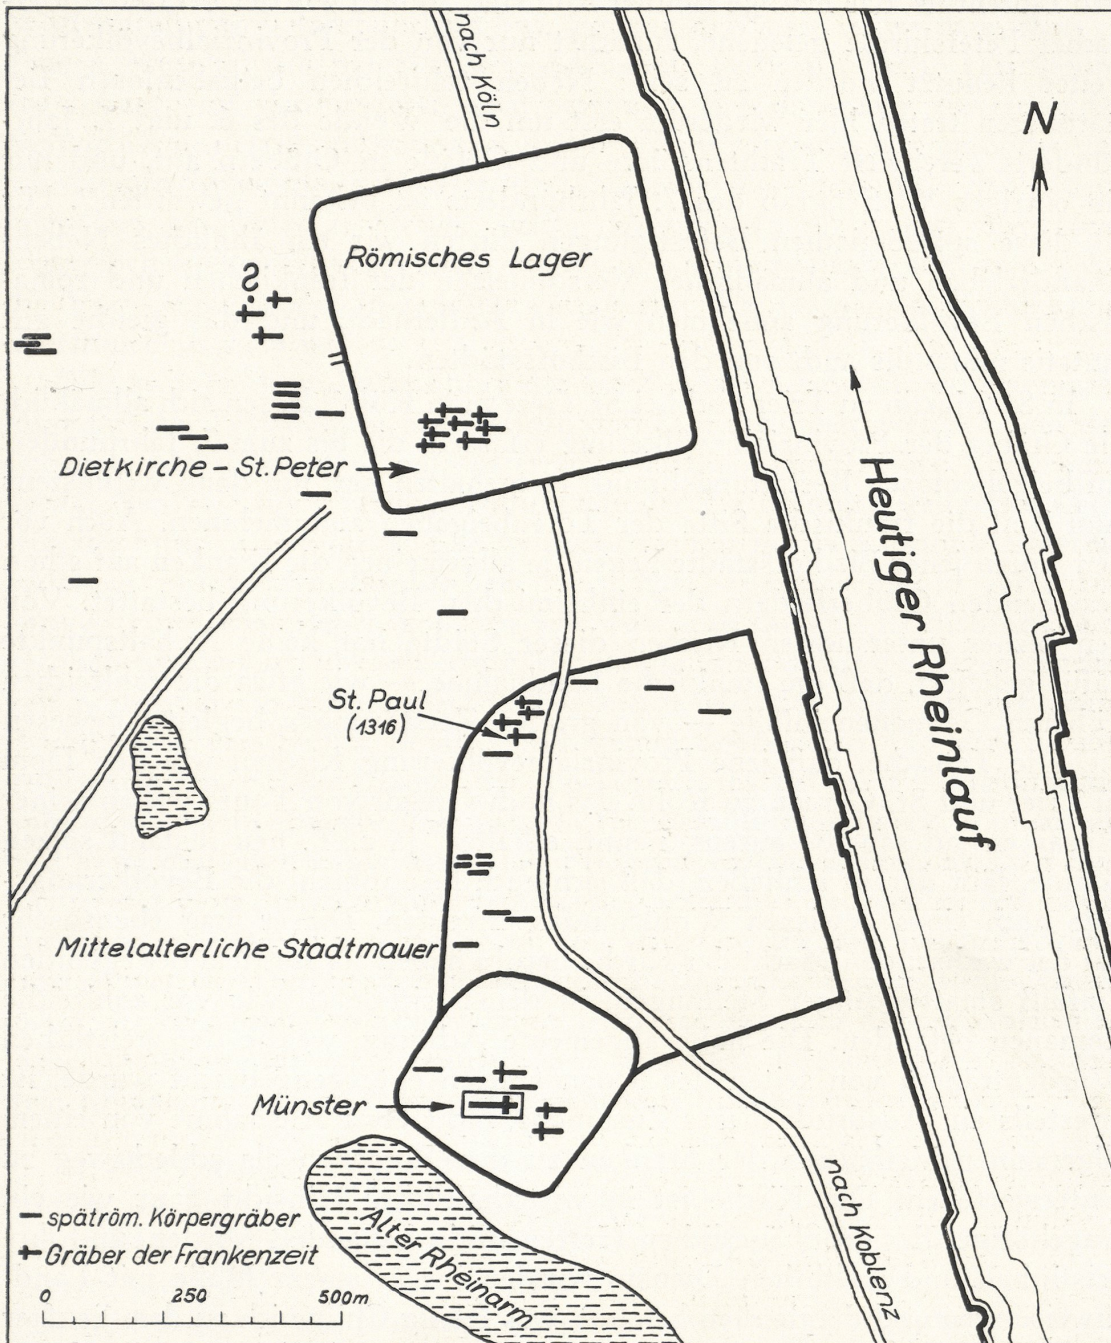 nach Köln
N
Römisches Lager
?
Dietkirche - St. Peter
Heutiger Rheinlauf
St. Paul
(1316)
Mittelalterliche Stadtmauer
Münster
nach Koblenz
Alter Rheinarm
spätröm. Körpergräber
Gräber der Frankenzeit
0 250 500m